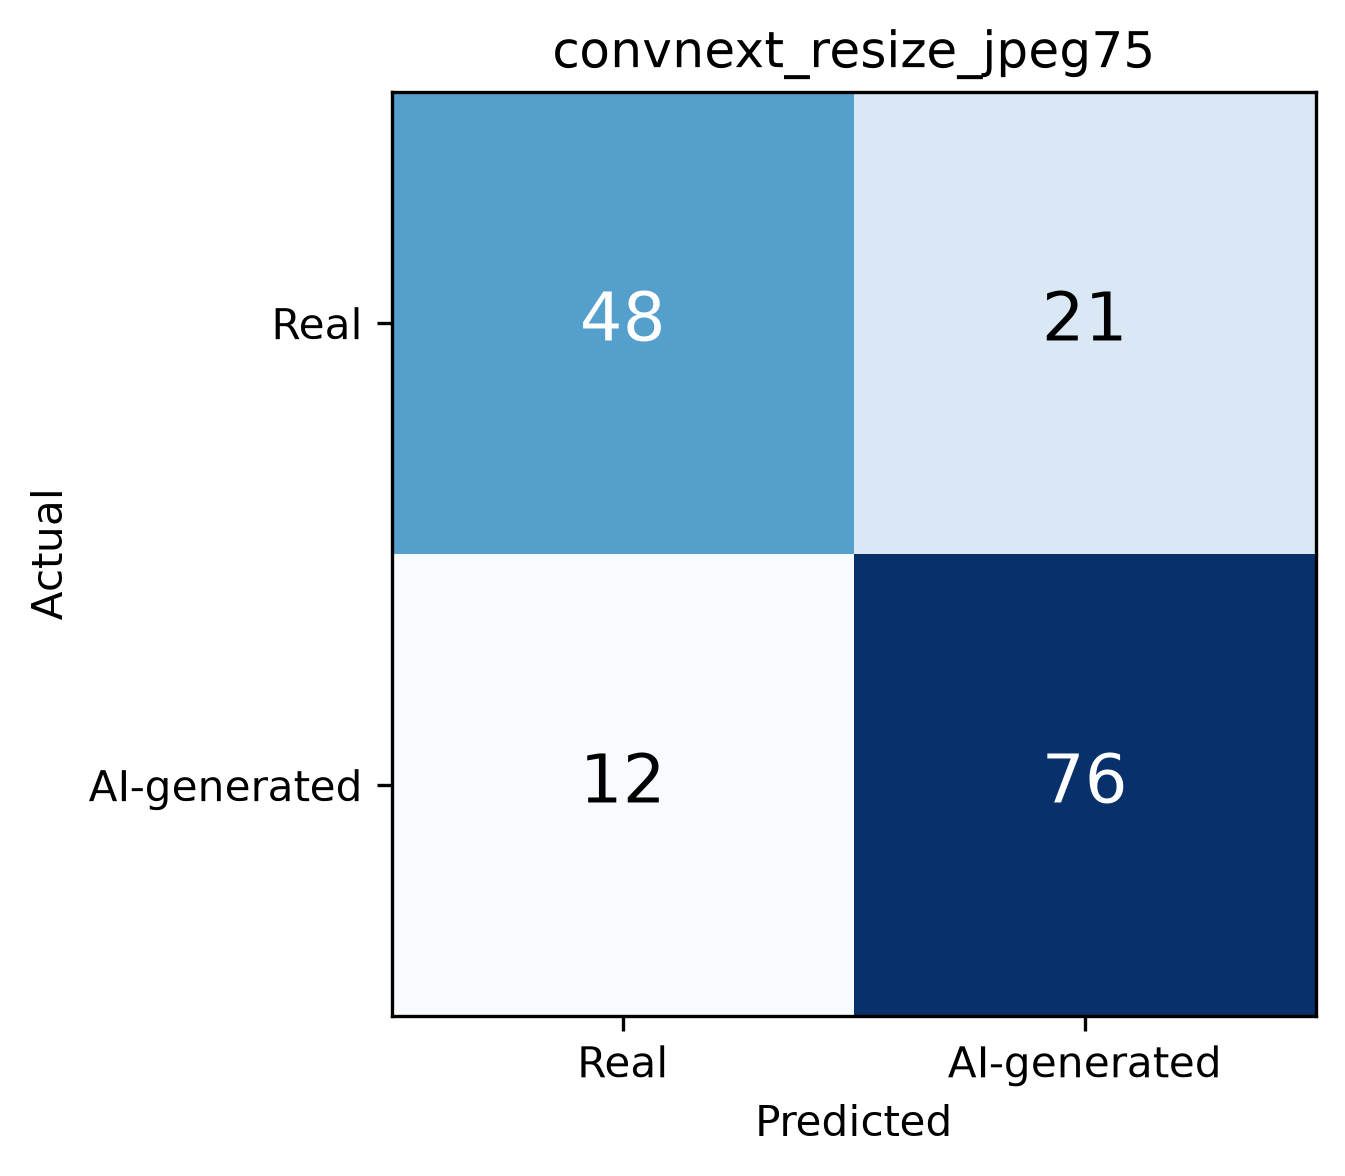 convnext_resize_jpeg75
Actual
Real
48
21
AI-generated
12
76
Real
AI-generated
Predicted